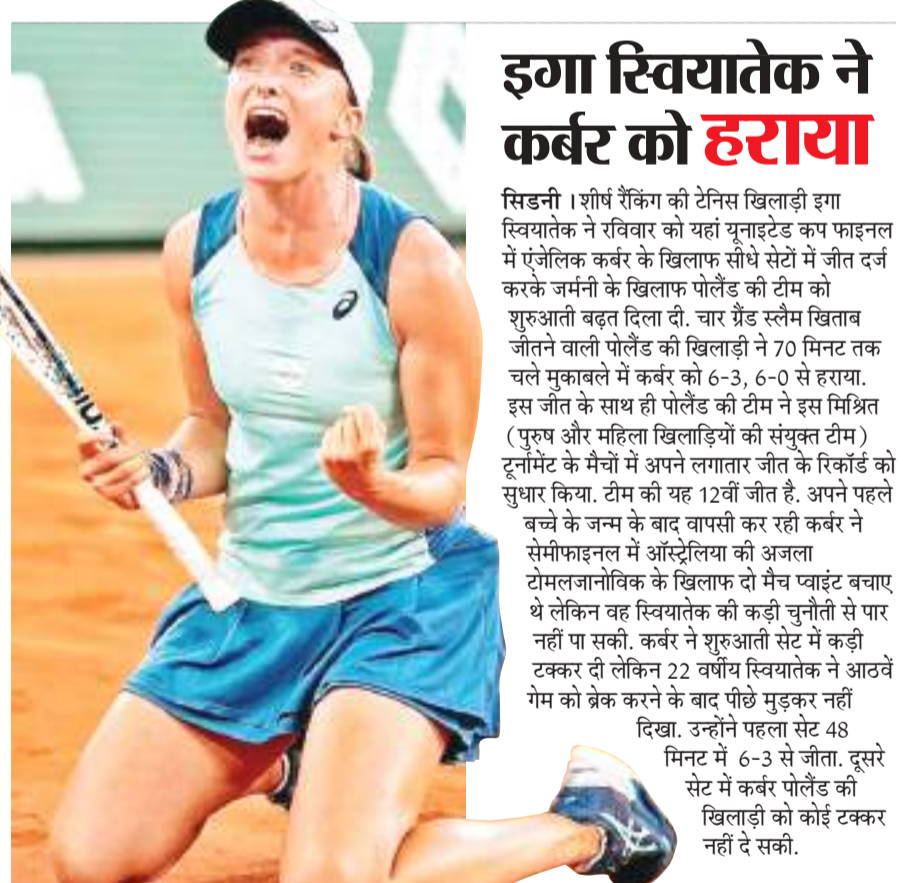 इगा स्वियातेक ने
कर्बर को हराया
सिडनी । शीर्ष रैंकिंग की टेनिस खिलाड़ी इगा
स्वियातेक ने रविवार को यहां यूनाइटेड कप फाइनल
में एंजेलिक कर्बर के खिलाफ सीधे सेटों में जीत दर्ज
करके जर्मनी के खिलाफ पोलैंड की टीम को
शुरुआती बढ़त दिला दी. चार ग्रैंड स्लैम खिताब
जीतने वाली पोलैंड की खिलाड़ी ने 70 मिनट तक
चले मुकाबले में कर्बर को 6-3, 6-0 से हराया.
इस जीत के साथ ही पोलैंड की टीम ने इस मिश्रित
(पुरुष और महिला खिलाड़ियों की संयुक्त टीम)
टूर्नामेंट के मैचों में अपने लगातार जीत के रिकॉर्ड को
सुधार किया. टीम की यह 12वीं जीत है. अपने पहले
बच्चे के जन्म के बाद वापसी कर रही कर्बर ने
सेमीफाइनल में ऑस्ट्रेलिया की अजला
टोमलजानोविक के खिलाफ दो मैच प्वाइंट बचाए
थे लेकिन वह स्वियातेक की कड़ी चुनौती से पार
नहीं पा सकी. कर्बर ने शुरुआती सेट में कड़ी
टक्कर दी लेकिन 22 वर्षीय स्वियातेक ने आठवें
गेम को ब्रेक करने के बाद पीछे मुड़कर नहीं
दिखा. उन्होंने पहला सेट 48
मिनट में 6-3 से जीता. दूसरे
सेट में कर्बर पोलैंड की
खिलाड़ी को कोई टक्कर
नहीं दे सकी.